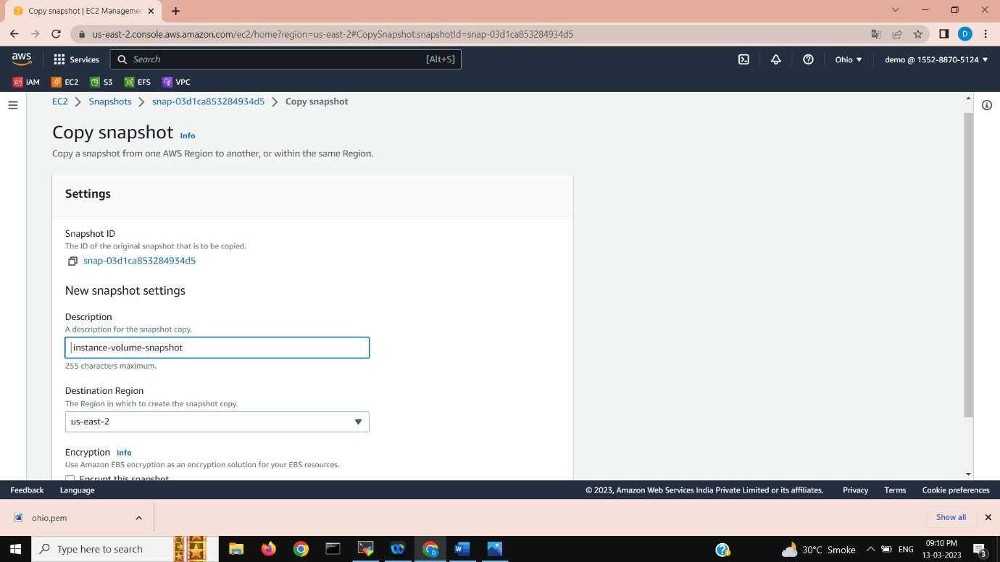 Copy snapshot | EC2 Manageme
us-east-2.console.aws.amazon.com/ec2/home?region=us-east-2#CopySnapshot:snapshotId=snap-03d1ca853284934d5
D
aws
Services
Search
[Alt+S]
Ohio
demo @ 1552-8870-5124
IAM
EC2
S3
EFS
VPC
EC2
Snapshots
snap-03d1ca853284934d5
Copy snapshot
Copy snapshot Info
Copy a snapshot from one AWS Region to another, or within the same Region.
Settings
Snapshot ID
The ID of the original snapshot that is to be copied.
snap-03d1ca853284934d5
New snapshot settings
Description
A description for the snapshot copy.
instance-volume-snapshot
255 characters maximum.
Destination Region
The Region in which to create the snapshot copy.
us-east-2
Encryption Info
Use Amazon EBS encryption as an encryption solution for your EBS resources.
Encrypt this snapshot
Feedback
Language
© 2023, Amazon Web Services India Private Limited or its affiliates.
Privacy
Terms
Cookie preferences
ohio.pem
Show all
Type here to search
D
30°C Smoke
ENG
09:10 PM
13-03-2023
3